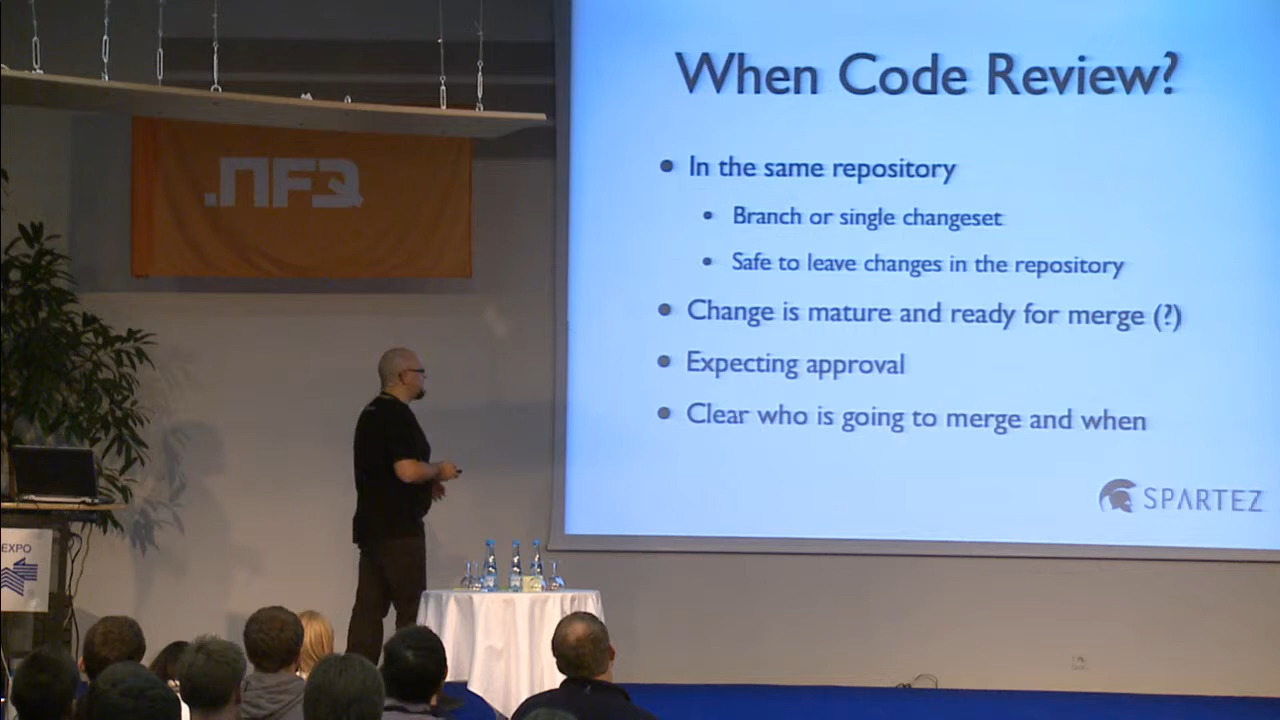 When Code Review?
In the same repository
Branch or single changeset
Safe to leave changes in the repository
Change is mature and ready for merge (?)
Expecting approval
Clear who is going to merge and when
SPARTEZ
.NFQ
EXPO